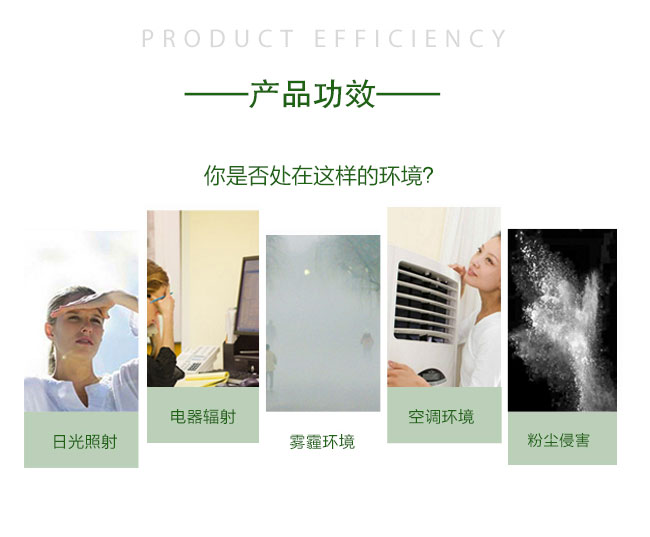 PRODUCT EFFICIENCY
——产品功效——
你是否处在这样的环境?
日光照射
电器辐射
雾霾环境
空调环境
粉尘侵害